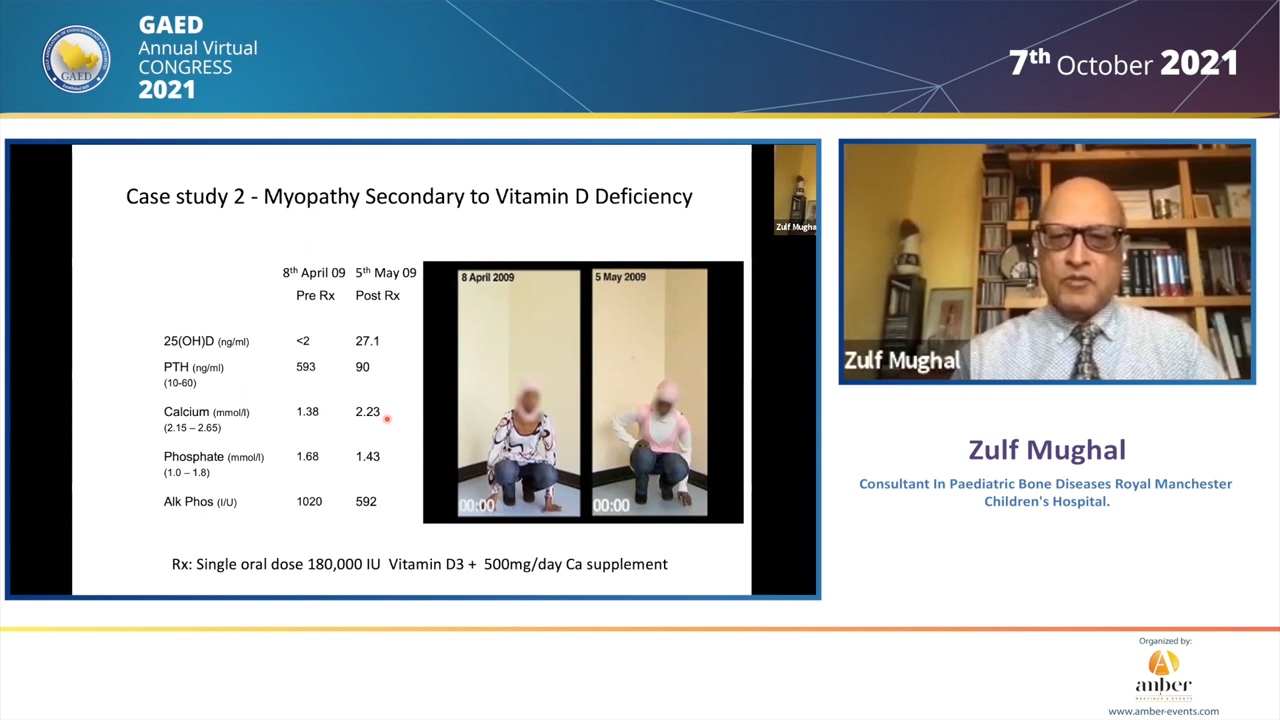 GAED
Annual Virtual
CONGRESS
2021
GAED
7th October 2021
Case study 2 - Myopathy Secondary to Vitamin D Deficiency
8th April 09 5th May 09
Pre Rx Post Rx
25(OH)D (ng/ml) <2 27.1
PTH (ng/ml) 593 90
(10-60)
Calcium (mmol/l) 1.38 2.23
(2.15 – 2.65)
Phosphate (mmol/l) 1.68 1.43
(1.0 – 1.8)
Alk Phos (I/U) 1020 592
8 April 2009
5 May 2009
00:00
00:00
Rx: Single oral dose 180,000 IU Vitamin D3 + 500mg/day Ca supplement
Zulf Mugha
Zulf Mughal
Zulf Mughal
Consultant In Paediatric Bone Diseases Royal Manchester
Children's Hospital.
Organized by:
anber
MEETINGS & EVENTS
www.amber-events.com